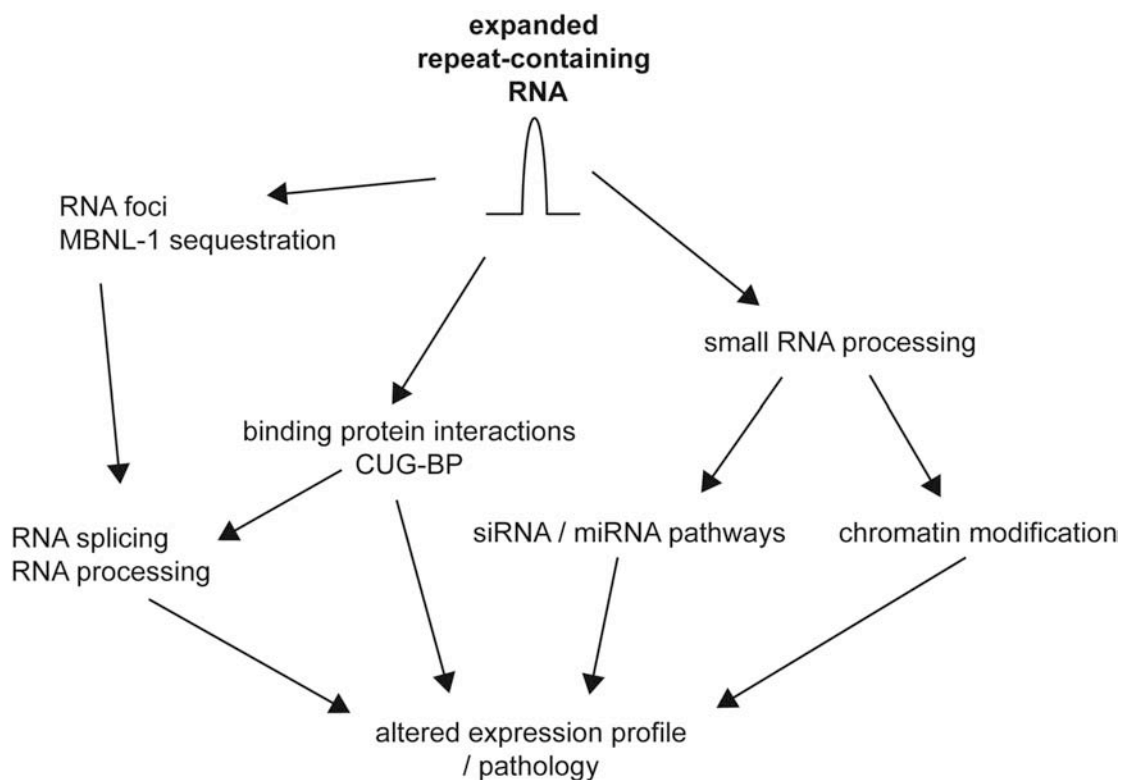 expanded
repeat-containing
RNA
RNA foci
MBNL-1 sequestration
small RNA processing
binding protein interactions
CUG-BP
RNA splicing
RNA processing
siRNA / miRNA pathways
chromatin modification
altered expression profile
/ pathology